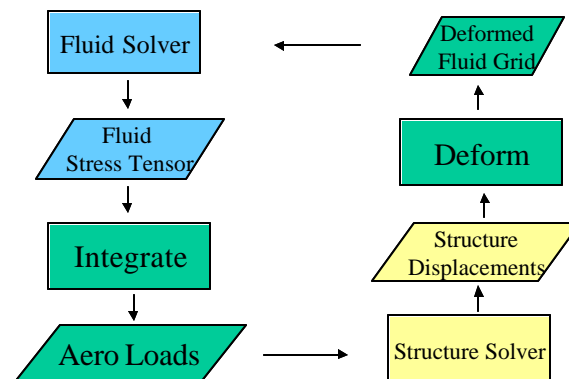 Fluid Solver
Fluid
Stress Tensor
Integrate
Aero Loads
Deformed
Fluid Grid
Deform
Structure
Displacements
Structure Solver